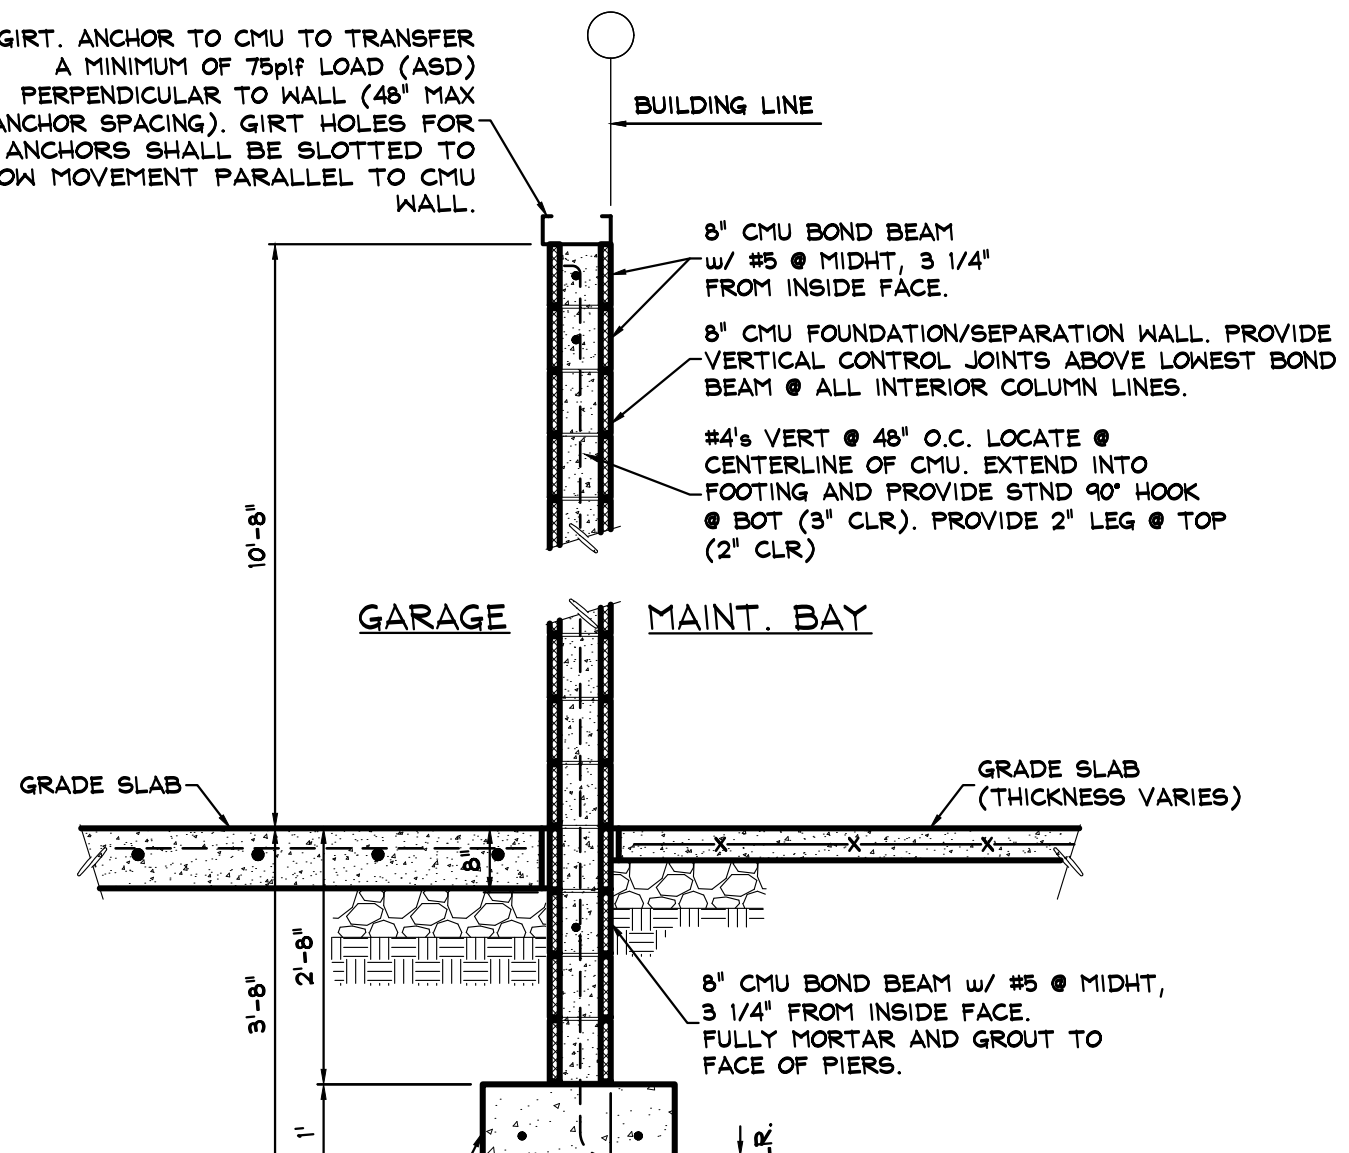 GIRT. ANCHOR TO CMU TO TRANSFER
A MINIMUM OF 75plf LOAD (ASD)
PERPENDICULAR TO WALL (48" MAX
ANCHOR SPACING). GIRT HOLES FOR
ANCHORS SHALL BE SLOTTED TO
OW MOVEMENT PARALLEL TO CMU
WALL.
BUILDING LINE
8" CMU BOND BEAM
w/ #5 @ MIDHT, 3 1/4"
FROM INSIDE FACE.
8" CMU FOUNDATION/SEPARATION WALL. PROVIDE
VERTICAL CONTROL JOINTS ABOVE LOWEST BOND
BEAM @ ALL INTERIOR COLUMN LINES.
#4's VERT @ 48" O.C. LOCATE @
CENTERLINE OF CMU. EXTEND INTO
FOOTING AND PROVIDE STND 90° HOOK
@ BOT (3" CLR). PROVIDE 2" LEG @ TOP
(2" CLR)
10'-8"
GARAGE
MAINT. BAY
GRADE SLAB
GRADE SLAB
(THICKNESS VARIES)
8"
2'-8"
3'-8"
8" CMU BOND BEAM w/ #5 @ MIDHT,
3 1/4" FROM INSIDE FACE.
FULLY MORTAR AND GROUT TO
FACE OF PIERS.
1'
R.